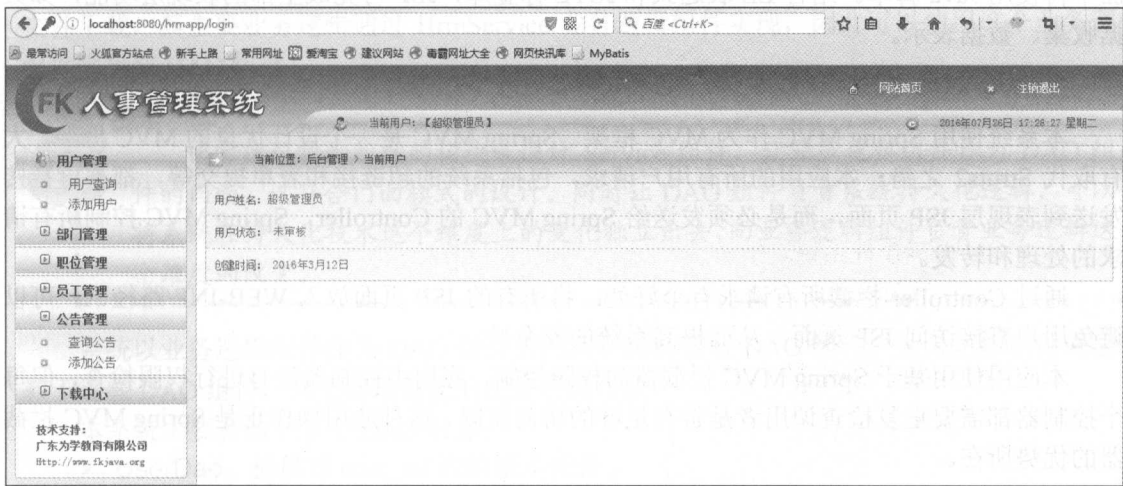 localhost:8080/hrmapp/login
百度 <Ctrl+K>
最常访问 火狐官方站点 新手上路 常用网址 爱淘宝 建议网站 毒霸网址大全 网页快讯库 MyBatis
FK 人事管理系统
网站首页 注销退出
当前用户：【超级管理员】
2016年07月26日 17:26:27 星期二
用户管理
用户查询
添加用户
部门管理
职位管理
员工管理
公告管理
查询公告
添加公告
下载中心
技术支持：
广东为学教育有限公司
Http://www.fkjava.org
当前位置：后台管理 > 当前用户
用户姓名： 超级管理员
用户状态： 未审核
创建时间： 2016年3月12日